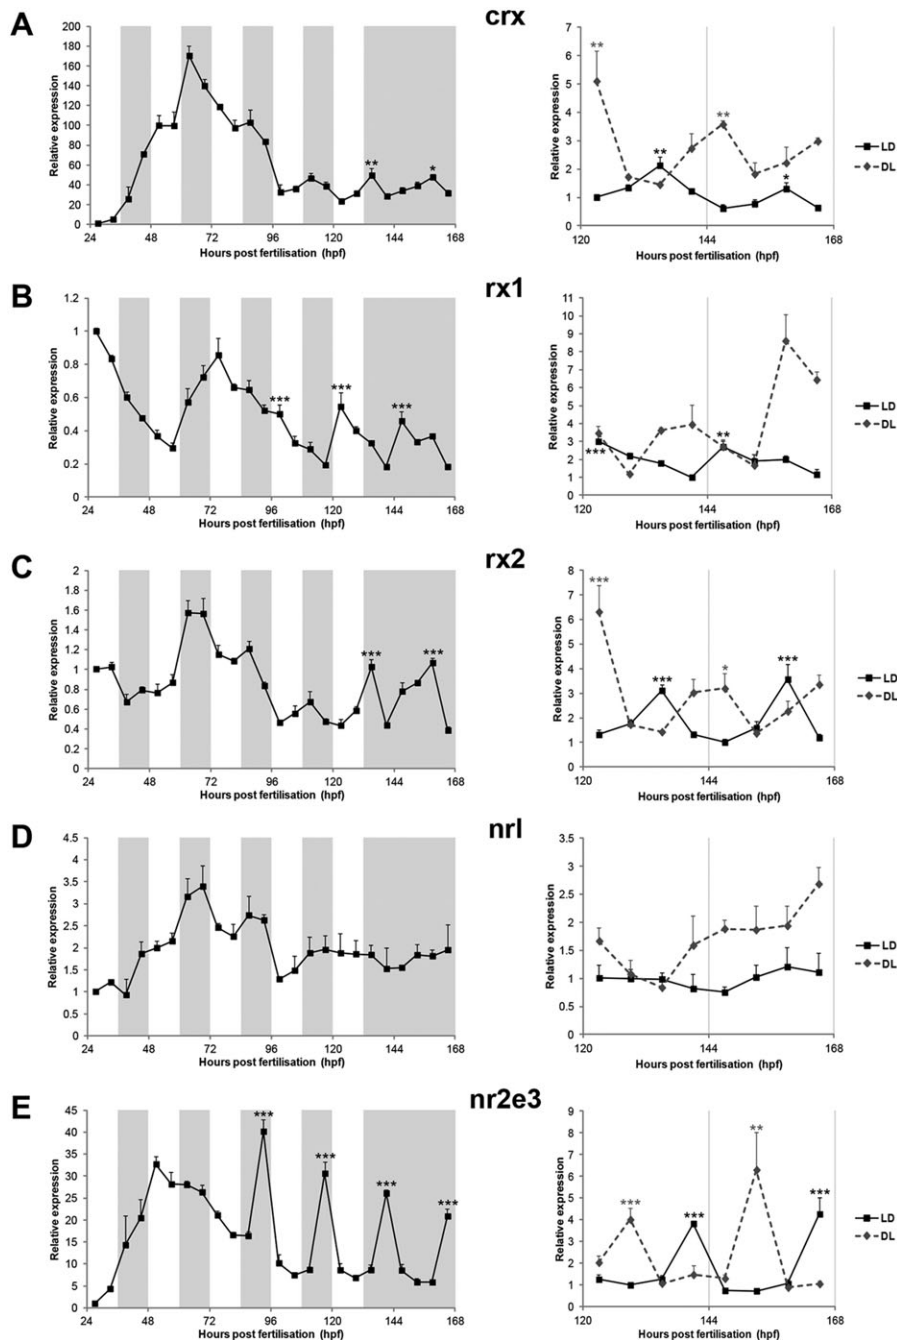 A
crx
Relative expression
200
180
160
140
120
100
80
60
40
20
0
**
*
24 48 72 96 120 144 168
Hours post fertilisation (hpf)
Relative expression
7
6
5
4
3
2
1
0
**
**
**
*
120 144 168
Hours post fertilisation (hpf)
LD
DL
B
rx1
Relative expression
1.2
1
0.8
0.6
0.4
0.2
0
***
***
***
24 48 72 96 120 144 168
Hours post fertilisation (hpf)
Relative expression
11
10
9
8
7
6
5
4
3
2
1
0
***
**
120 144 168
Hours post fertilisation (hpf)
LD
DL
C
rx2
Relative expression
2
1.8
1.6
1.4
1.2
1
0.8
0.6
0.4
0.2
0
***
***
24 48 72 96 120 144 168
Hours post fertilisation (hpf)
Relative expression
8
7
6
5
4
3
2
1
0
***
***
*
***
120 144 168
Hours post fertilisation (hpf)
LD
DL
D
nrl
Relative expression
4.5
4
3.5
3
2.5
2
1.5
1
0.5
0
24 48 72 96 120 144 168
Hours post fertilisation (hpf)
Relative expression
3.5
3
2.5
2
1.5
1
0.5
0
120 144 168
Hours post fertilisation (hpf)
LD
DL
E
nr2e3
Relative expression
45
40
35
30
25
20
15
10
5
0
***
***
***
***
24 48 72 96 120 144 168
Hours post fertilisation (hpf)
Relative expression
9
8
7
6
5
4
3
2
1
0
***
***
**
***
120 144 168
Hours post fertilisation (hpf)
LD
DL